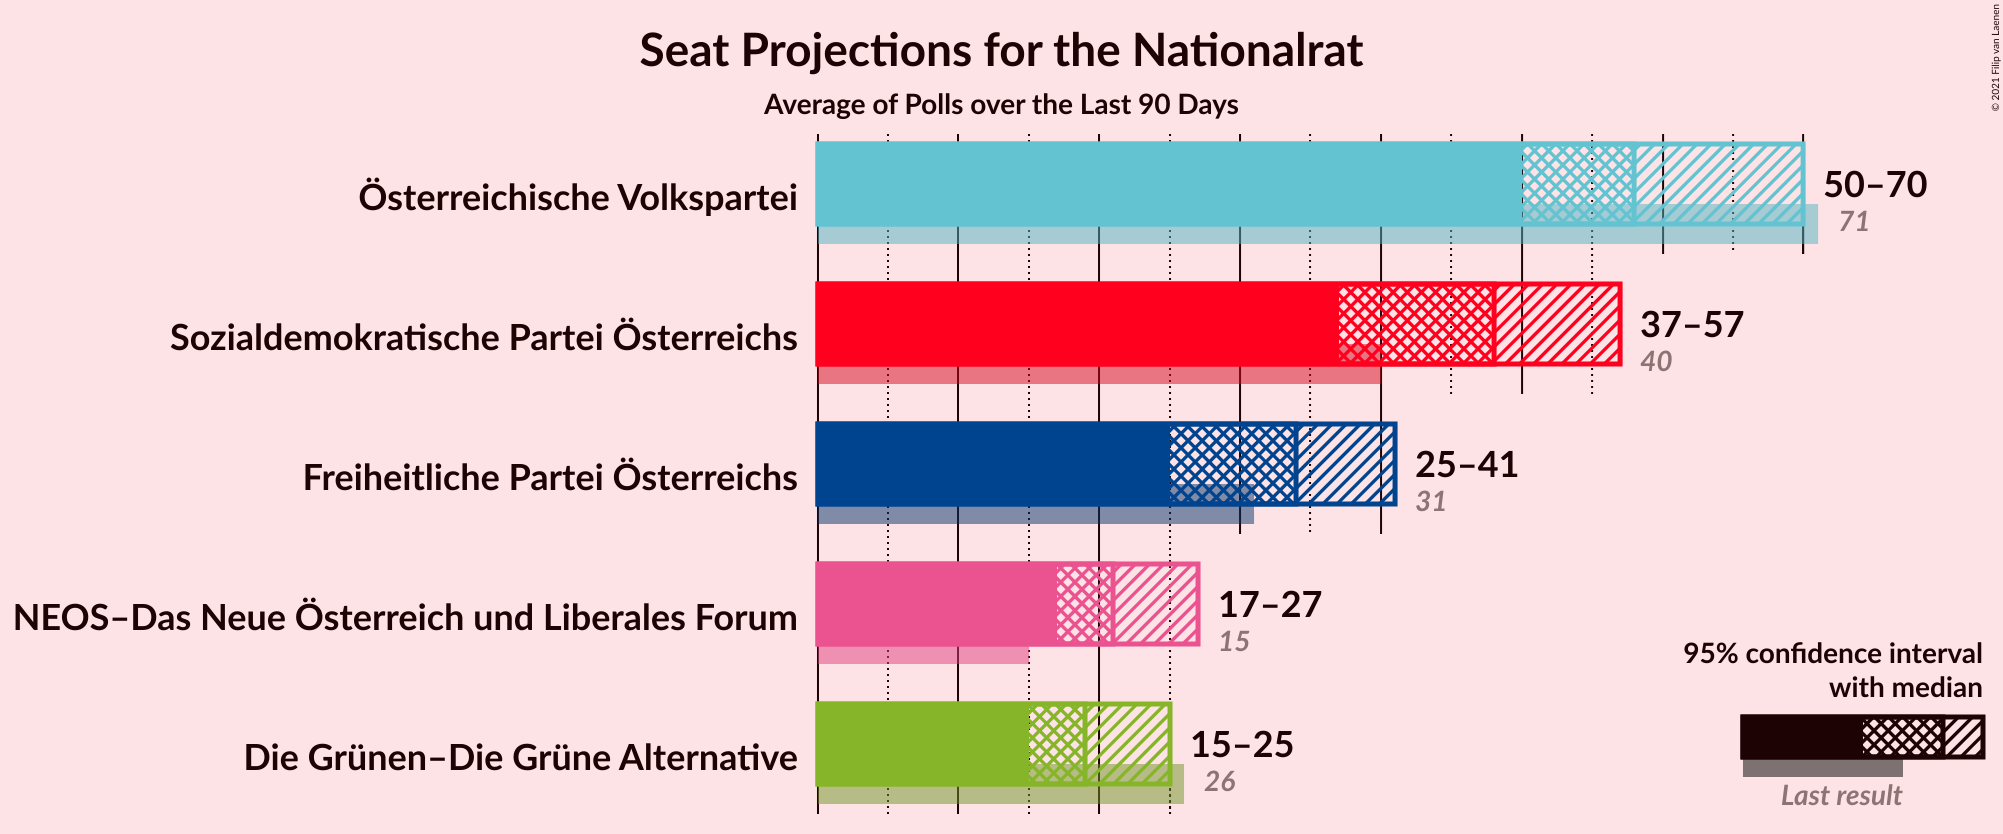 Seat Projections for the Nationalrat
Average of Polls over the Last 90 Days
© 2021 Filip van Laenen
Österreichische Volkspartei
50–70
71
Sozialdemokratische Partei Österreichs
37–57
40
Freiheitliche Partei Österreichs
25–41
31
NEOS–Das Neue Österreich und Liberales Forum
17–27
15
Die Grünen–Die Grüne Alternative
15–25
26
95% confidence interval
with median
Last result